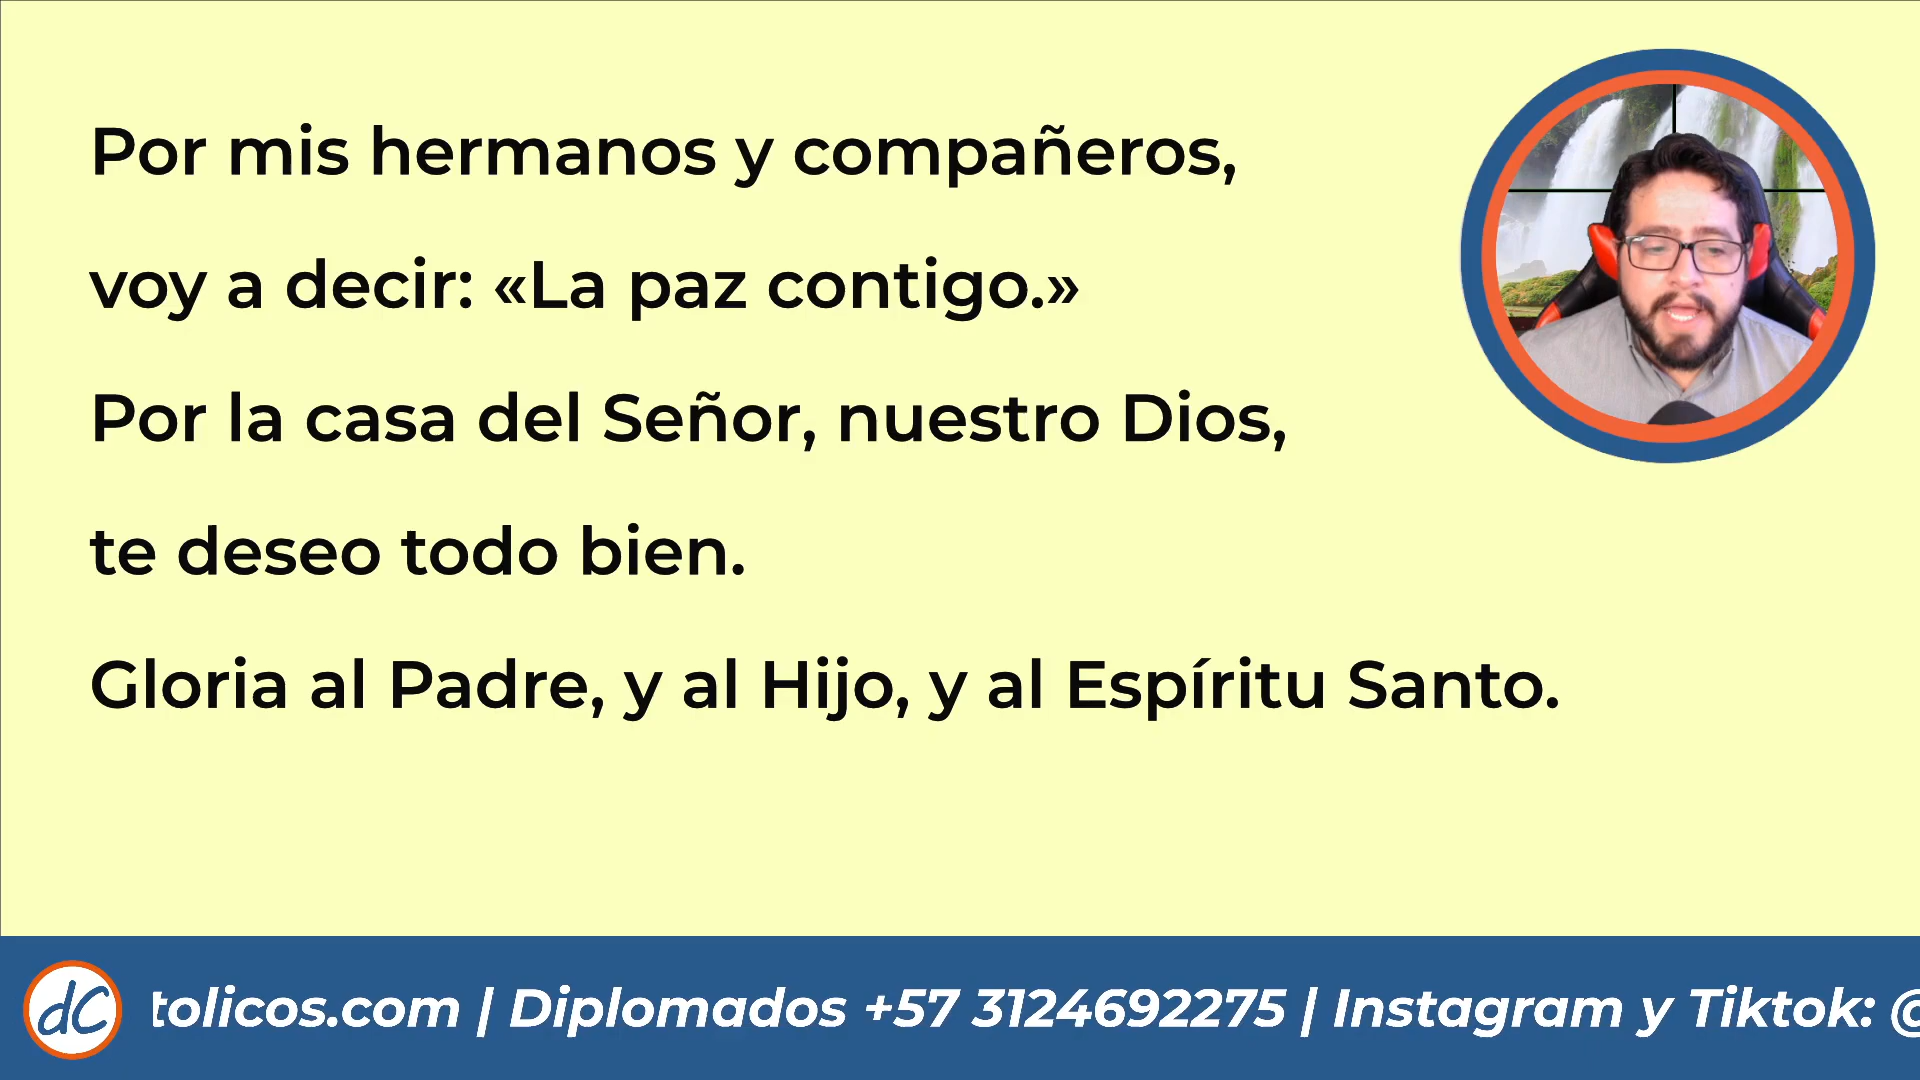 Por mis hermanos y compañeros,
voy a decir: «La paz contigo.»
Por la casa del Señor, nuestro Dios,
te deseo todo bien.
Gloria al Padre, y al Hijo, y al Espíritu Santo.
dC
tolicos.com | Diplomados +57 3124692275 | Instagram y Tiktok: @